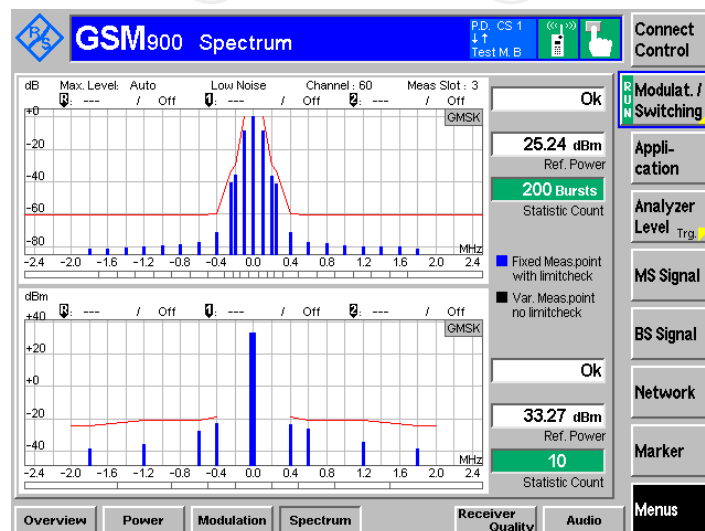 R&S GSM900 Spectrum P.D. CS 1
↓↑
Test M. B
Connect
Control
dB Max. Level: Auto Low Noise Channel : 60 Meas Slot : 3
R: --- / Off 1: --- / Off 2: --- / Off
+0
-20
-40
-60
-80
GMSK
MHz
-2.4 -2.0 -1.6 -1.2 -0.8 -0.4 0.0 0.4 0.8 1.2 1.6 2.0 2.4
Ok
25.24 dBm
Ref. Power
200 Bursts
Statistic Count
Fixed Meas.point
with limitcheck
Var. Meas.point
no limitcheck
dBm
R: --- / Off 1: --- / Off 2: --- / Off
+40
+20
+0
-20
-40
GMSK
MHz
-2.4 -2.0 -1.6 -1.2 -0.8 -0.4 0.0 0.4 0.8 1.2 1.6 2.0 2.4
Ok
33.27 dBm
Ref. Power
10
Statistic Count
RUN
Modulat. /
Switching
Appli-
cation
Analyzer
Level Trg.
MS Signal
BS Signal
Network
Marker
Menus
Overview Power Modulation Spectrum Receiver
Quality Audio